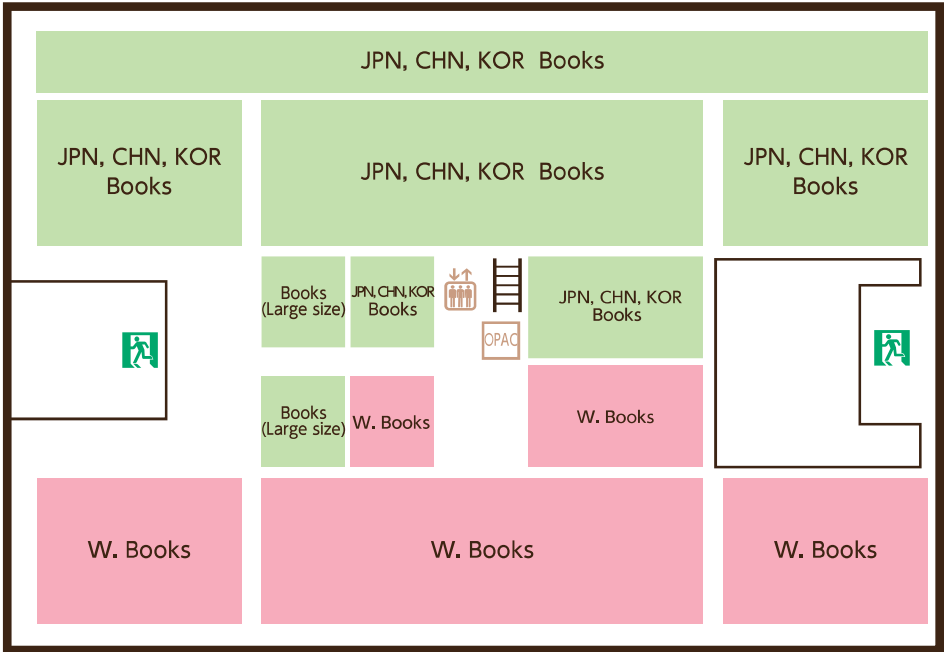 JPN, CHN, KOR Books
JPN, CHN, KOR
Books
JPN, CHN, KOR Books
JPN, CHN, KOR
Books
Books
(Large size)
JPN, CHN, KOR
Books
JPN, CHN, KOR
Books
OPAC
Books
(Large size)
W. Books
W. Books
W. Books
W. Books
W. Books